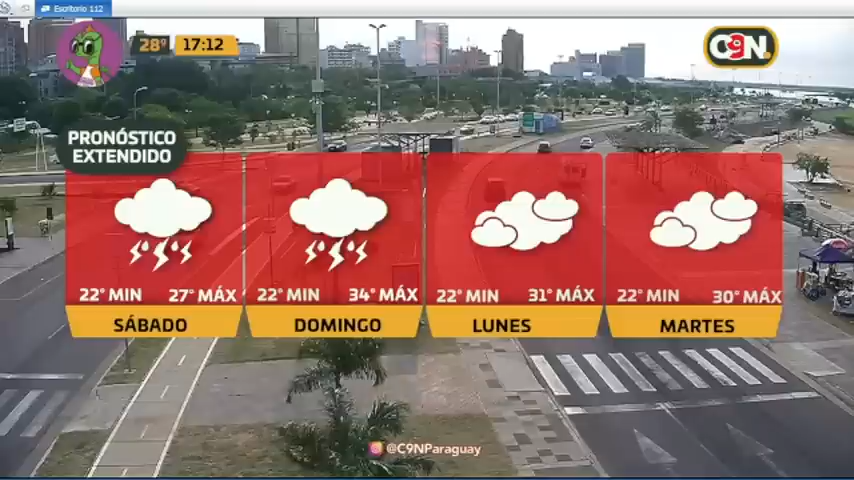 Escritorio 112
28°
17:12
C9N.
PRONÓSTICO
EXTENDIDO
22° MIN 27° MÁX
22° MIN 34° MÁX
22° MIN 31° MÁX
22° MIN 30° MÁX
SÁBADO
DOMINGO
LUNES
MARTES
@C9NParaguay